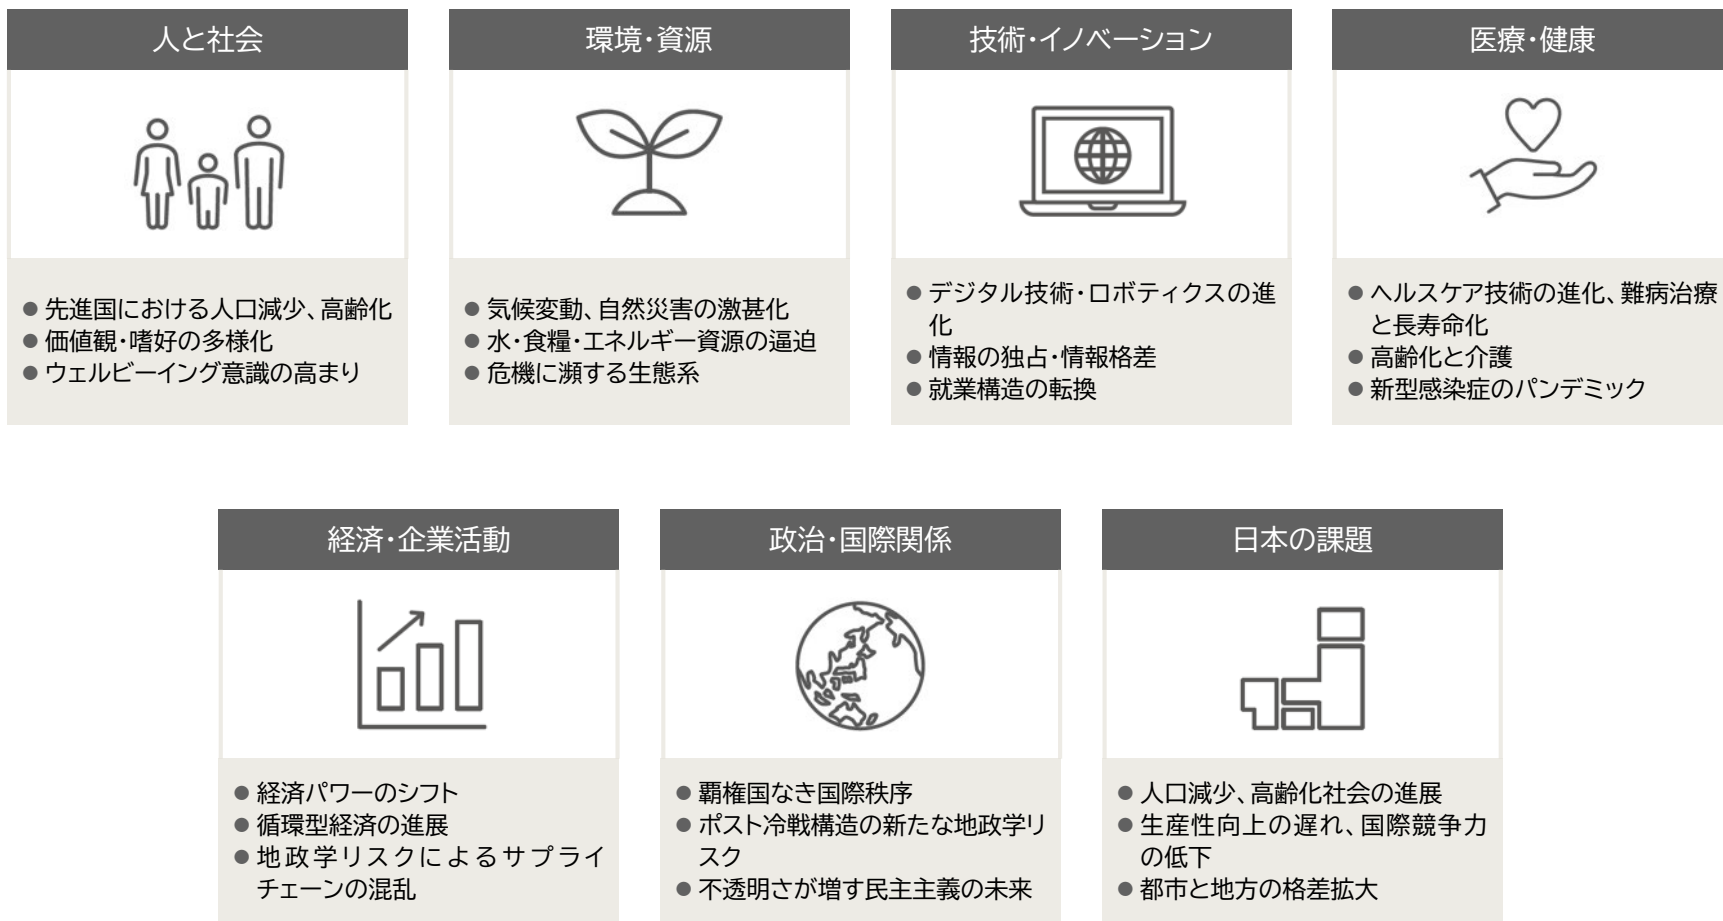 人と社会
● 先進国における人口減少、高齢化
● 価値観・嗜好の多様化
● ウェルビーイング意識の高まり
環境・資源
● 気候変動、自然災害の激甚化
● 水・食糧・エネルギー資源の逼迫
● 危機に瀕する生態系
技術・イノベーション
● デジタル技術・ロボティクスの進
化
● 情報の独占・情報格差
● 就業構造の転換
医療・健康
● ヘルスケア技術の進化、難病治療
と長寿命化
● 高齢化と介護
● 新型感染症のパンデミック
経済・企業活動
● 経済パワーのシフト
● 循環型経済の進展
● 地政学リスクによるサプライ
チェーンの混乱
政治・国際関係
● 覇権国なき国際秩序
● ポスト冷戦構造の新たな地政学リ
スク
● 不透明さが増す民主主義の未来
日本の課題
● 人口減少、高齢化社会の進展
● 生産性向上の遅れ、国際競争力
の低下
● 都市と地方の格差拡大